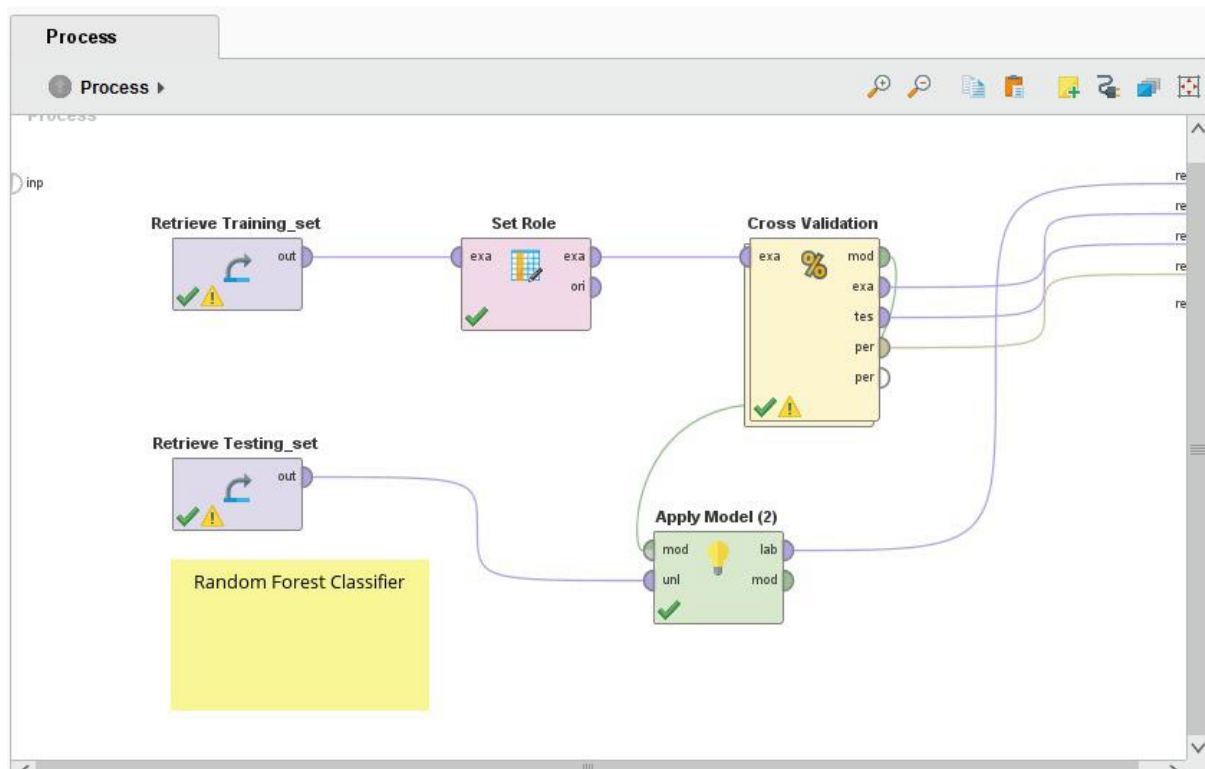 Process
Process
Process
inp
Retrieve Training_set
out
Set Role
exa
exa
ori
Cross Validation
exa
mod
exa
tes
per
per
re
re
re
re
re
Retrieve Testing_set
out
Random Forest Classifier
Apply Model (2)
mod
lab
unl
mod